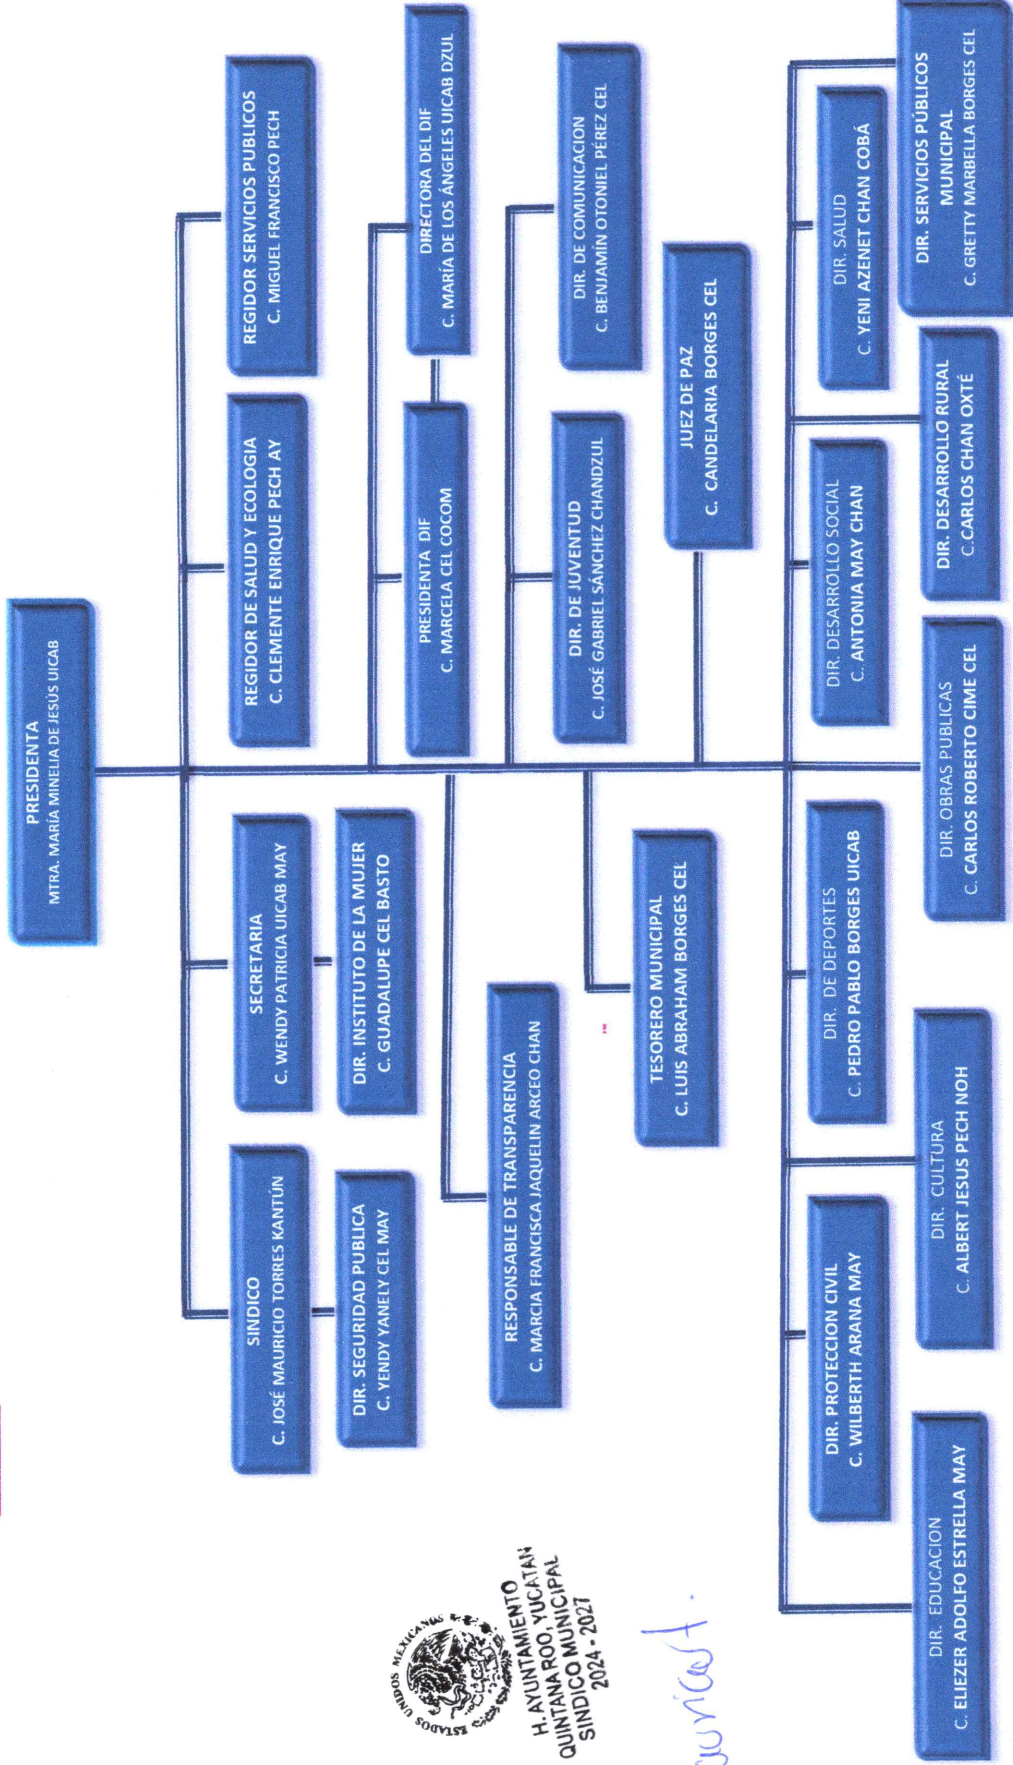 PRESIDENTA
MTRA. MARÍA MINELIA DE JESÚS UICAB
SINDICO
C. JOSÉ MAURICIO TORRES KANTÚN
SECRETARIA
C. WENDY PATRICIA UICAB MAY
REGIDOR DE SALUD Y ECOLOGIA
C. CLEMENTE ENRIQUE PECH AY
REGIDOR SERVICIOS PUBLICOS
C. MIGUEL FRANCISCO PECH
DIR. SEGURIDAD PUBLICA
C. YENDY YANELY CEL MAY
DIR. INSTITUTO DE LA MUJER
C. GUADALUPE CEL BASTO
PRESIDENTA DIF
C. MARCELA CEL COCOM
DIRECTORA DEL DIF
C. MARÍA DE LOS ÁNGELES UICAB DZUL
RESPONSABLE DE TRANSPARENCIA
C. MARCIA FRANCISCA JAQUELIN ARCEO CHAN
DIR. DE JUVENTUD
C. JOSÉ GABRIEL SÁNCHEZ CHANDZUL
DIR. DE COMUNICACION
C. BENJAMÍN OTONIEL PÉREZ CEL
TESORERO MUNICIPAL
C. LUIS ABRAHAM BORGES CEL
JUEZ DE PAZ
C. CANDELARIA BORGES CEL
DIR. PROTECCION CIVIL
C. WILBERTH ARANA MAY
DIR. DE DEPORTES
C. PEDRO PABLO BORGES UICAB
DIR. DESARROLLO SOCIAL
C. ANTONIA MAY CHAN
DIR. SALUD
C. YENI AZENET CHAN COBÁ
DIR. EDUCACION
C. ELIEZER ADOLFO ESTRELLA MAY
DIR. CULTURA
C. ALBERT JESUS PECH NOH
DIR. OBRAS PUBLICAS
C. CARLOS ROBERTO CIME CEL
DIR. DESARROLLO RURAL
C.CARLOS CHAN OXTÉ
DIR. SERVICIOS PÚBLICOS
MUNICIPAL
C. GRETTY MARBELLA BORGES CEL
ESTADOS UNIDOS MEXICANOS
H. AYUNTAMIENTO
QUINTANA ROO, YUCATAN
SINDICO MUNICIPAL
2024 - 2027